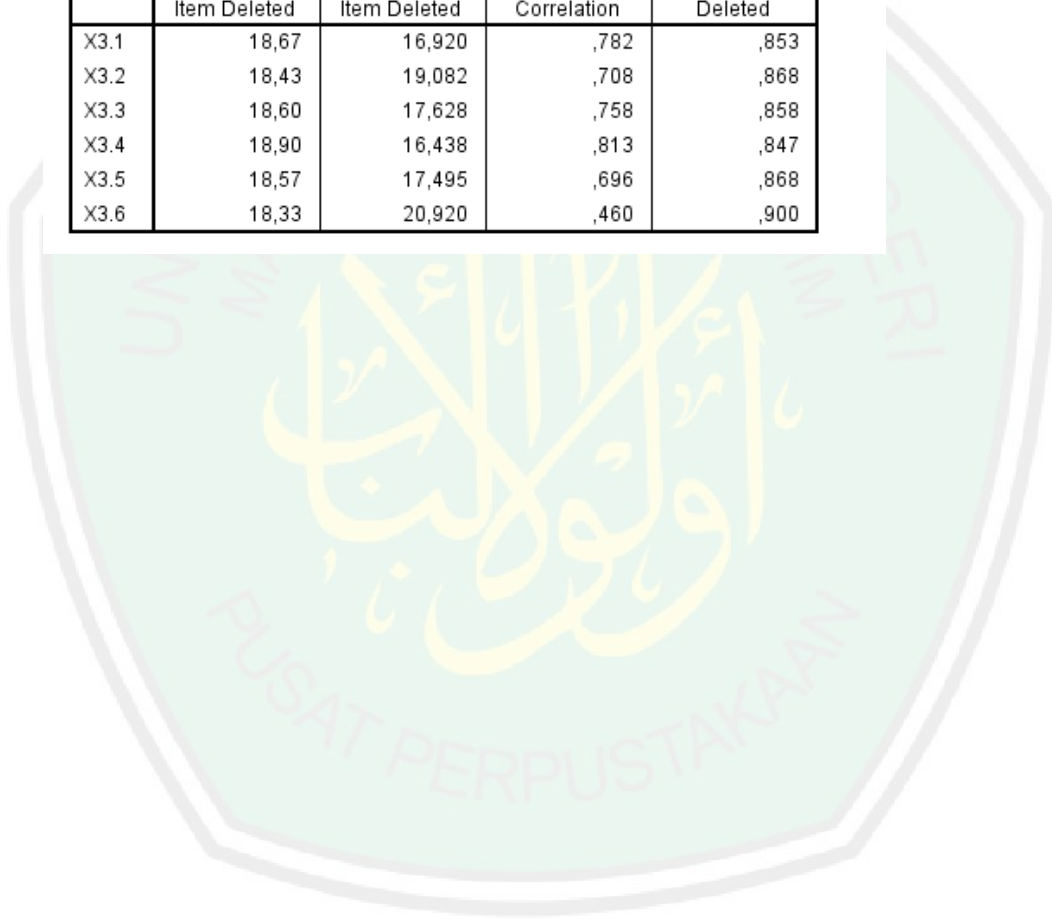 Item Deleted Item Deleted Correlation Deleted
X3.1 18,67 16,920 ,782 ,853
X3.2 18,43 19,082 ,708 ,868
X3.3 18,60 17,628 ,758 ,858
X3.4 18,90 16,438 ,813 ,847
X3.5 18,57 17,495 ,696 ,868
X3.6 18,33 20,920 ,460 ,900
PUSAT PERPUSTAKAAN